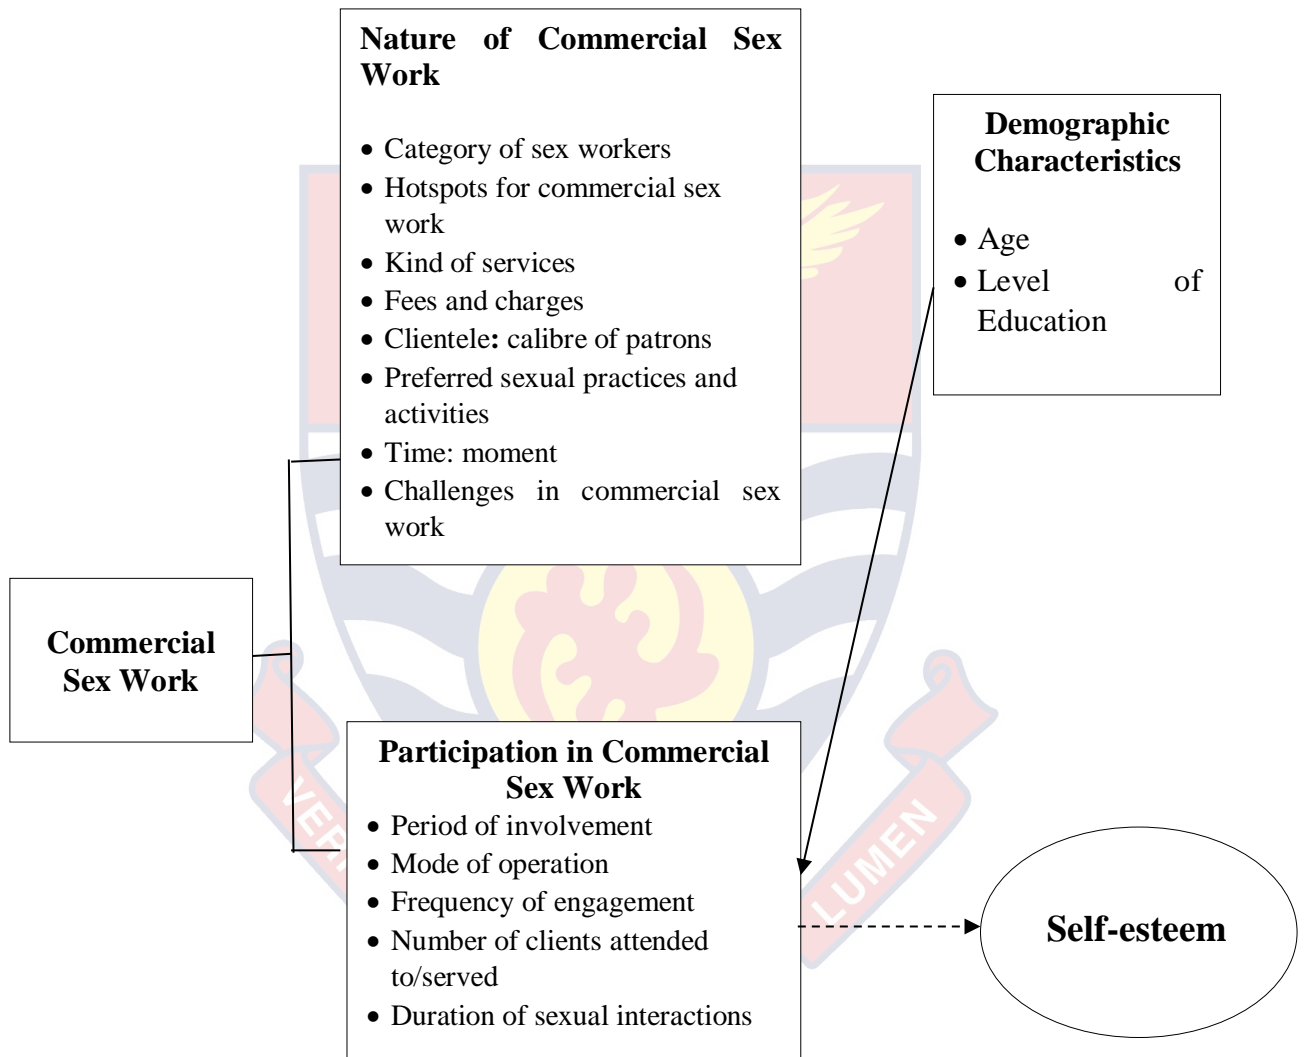 Nature of Commercial Sex
Work
• Category of sex workers
• Hotspots for commercial sex
work
• Kind of services
• Fees and charges
• Clientele: calibre of patrons
• Preferred sexual practices and
activities
• Time: moment
• Challenges in commercial sex
work
Demographic
Characteristics
• Age
• Level of
Education
Commercial
Sex Work
Participation in Commercial
Sex Work
• Period of involvement
• Mode of operation
• Frequency of engagement
• Number of clients attended
to/served
• Duration of sexual interactions
Self-esteem
LUMEN